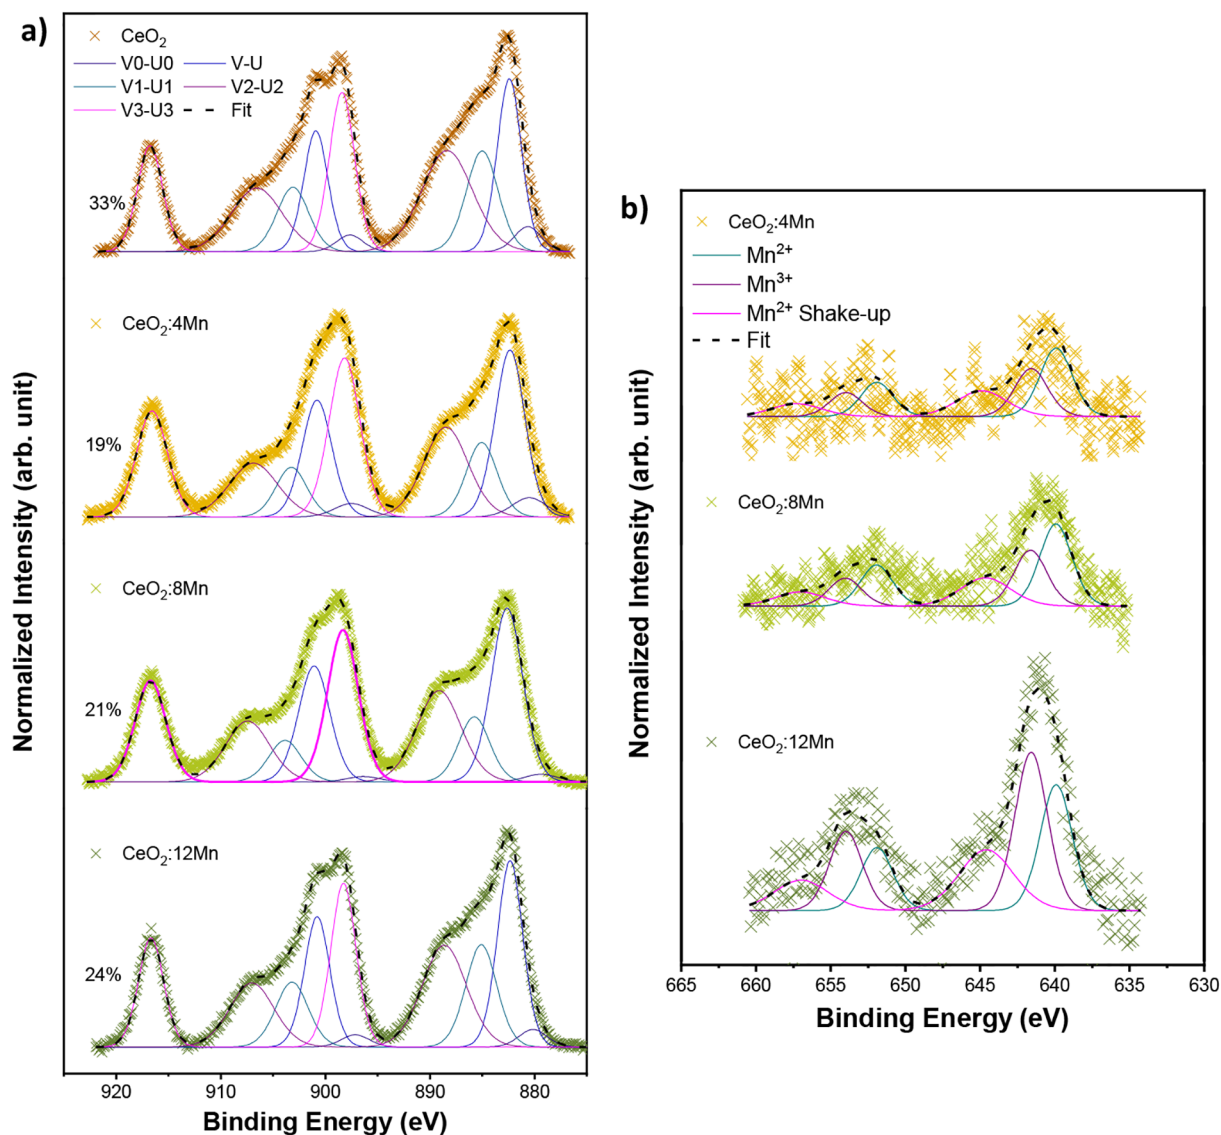 a)
CeO₂
V0-U0 V-U
V1-U1 V2-U2
V3-U3 Fit
33%
CeO₂:4Mn
19%
CeO₂:8Mn
21%
CeO₂:12Mn
24%
Normalized Intensity (arb. unit)
920 910 900 890 880
Binding Energy (eV)
b)
CeO₂:4Mn
Mn²⁺
Mn³⁺
Mn²⁺ Shake-up
Fit
CeO₂:8Mn
CeO₂:12Mn
Normalized Intensity (arb. unit)
665 660 655 650 645 640 635 630
Binding Energy (eV)